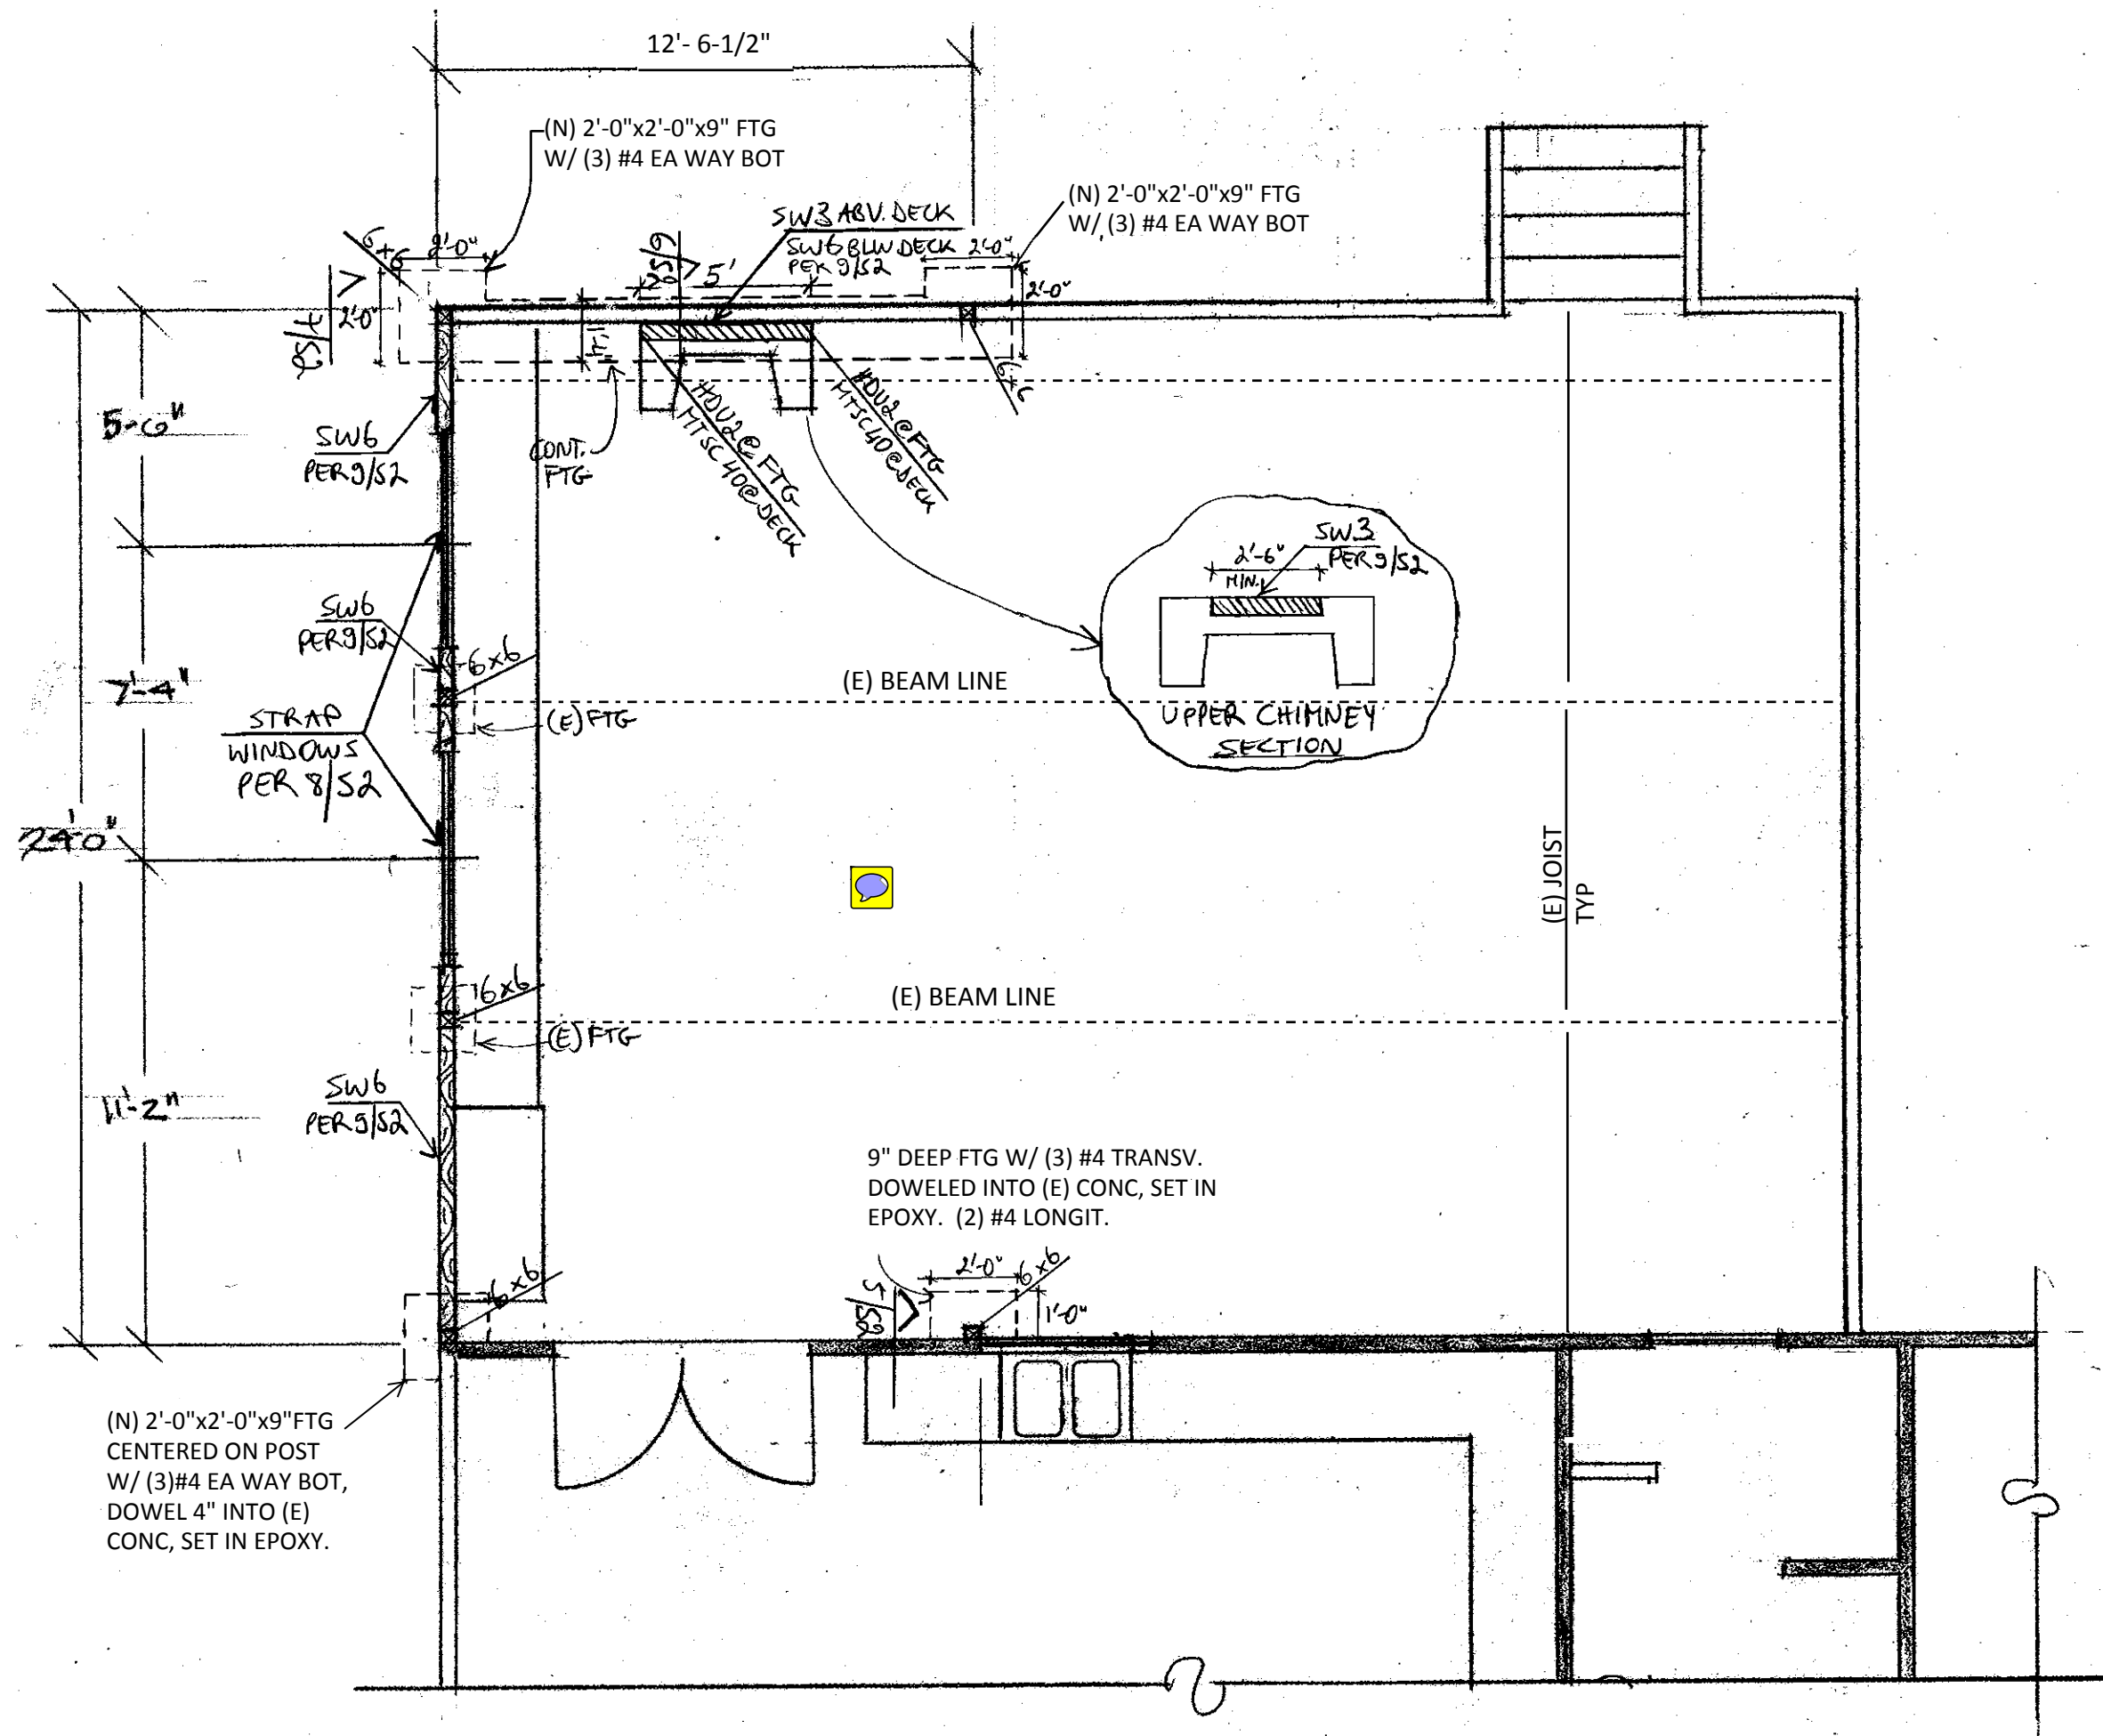 12'- 6-1/2"
(N) 2'-0"x2'-0"x9" FTG
W/ (3) #4 EA WAY BOT
(N) 2'-0"x2'-0"x9" FTG
W/ (3) #4 EA WAY BOT
SW3 ABV. DECK
SW6 BLW DECK
PER 9/S2
6x6
2'-0"
2'-0"
7/S2
6/S2
5'
2'-0"
2'-0"
6x6
5'-6"
SW6
PER 9/S2
CONT.
FTG
HDU2@FTG
MTSC40@DECK
HDU2@FTG
MTSC40@DECK
SW3
PER 9/S2
2'-6"
MIN.
UPPER CHIMNEY
SECTION
SW6
PER 9/S2
6x6
(E) FTG
(E) BEAM LINE
7'-4"
STRAP
WINDOWS
PER 8/S2
24'0"
(E) JOIST
TYP
6x6
(E) FTG
(E) BEAM LINE
SW6
PER 9/S2
11'-2"
9" DEEP FTG W/ (3) #4 TRANSV.
DOWELED INTO (E) CONC, SET IN
EPOXY. (2) #4 LONGIT.
6x6
2'-0"
6x6
1'-0"
(N) 2'-0"x2'-0"x9"FTG
CENTERED ON POST
W/ (3)#4 EA WAY BOT,
DOWEL 4" INTO (E)
CONC, SET IN EPOXY.